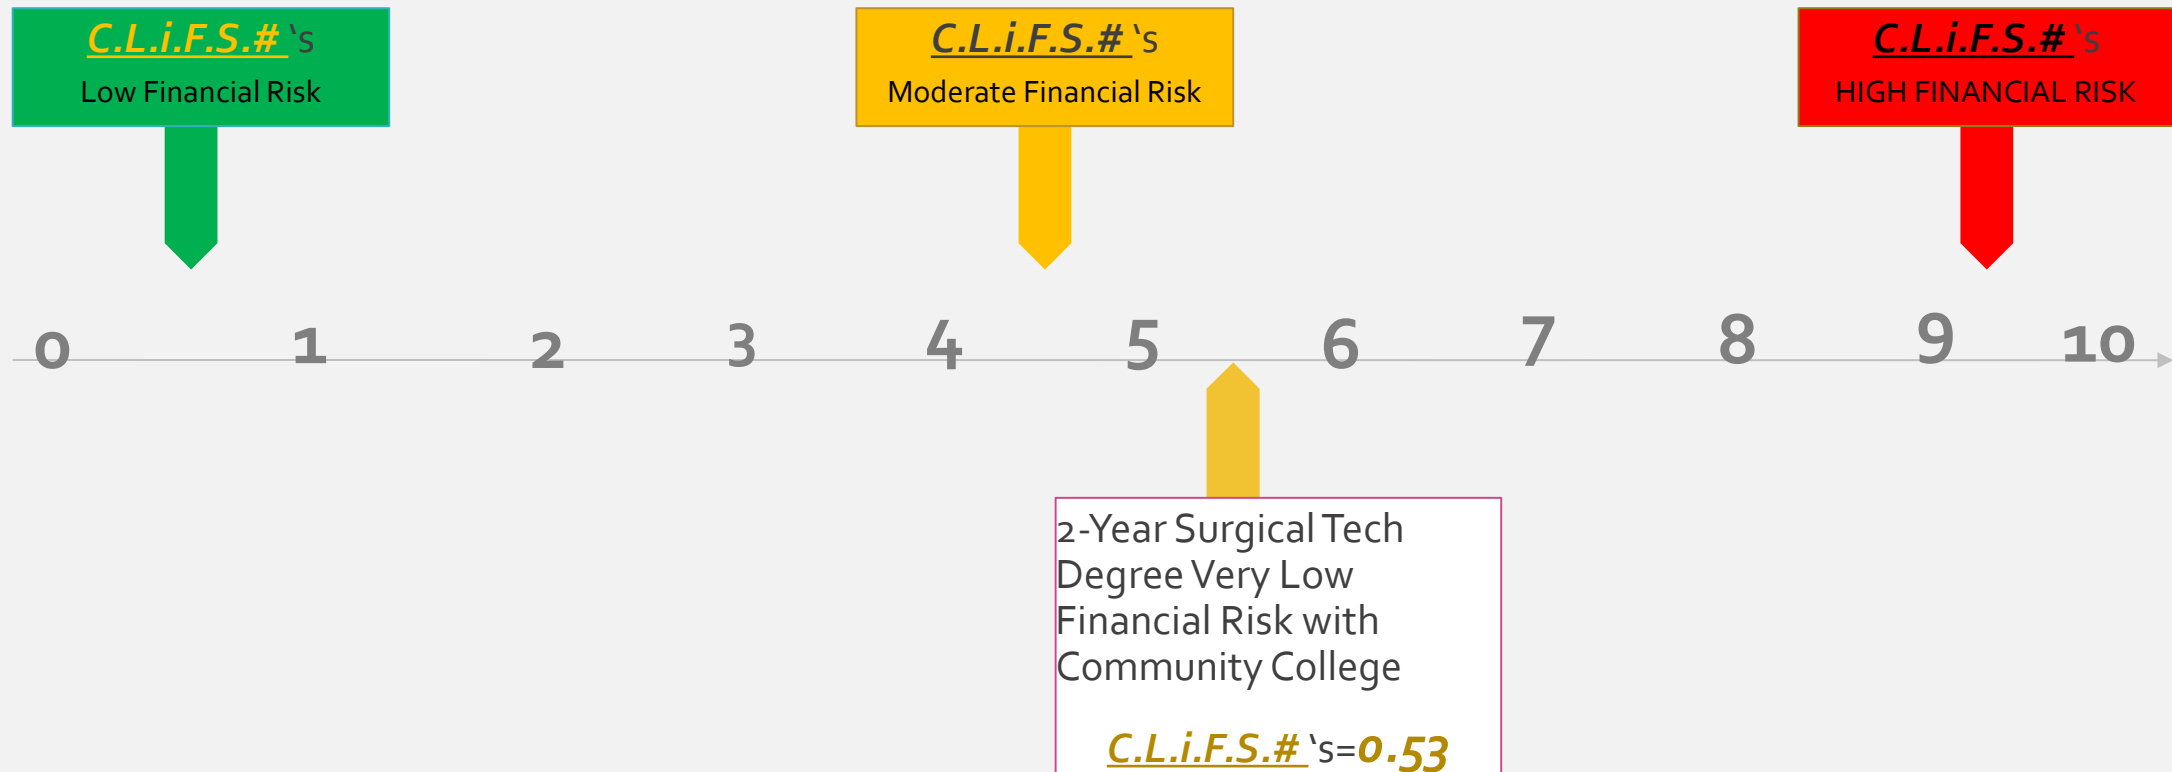 C.L.i.F.S.# ‘s
Low Financial Risk
C.L.i.F.S.# ‘s
Moderate Financial Risk
C.L.i.F.S.# ‘s
HIGH FINANCIAL RISK
0 1 2 3 4 5 6 7 8 9 10
2-Year Surgical Tech
Degree Very Low
Financial Risk with
Community College
C.L.i.F.S.# ‘s=0.53